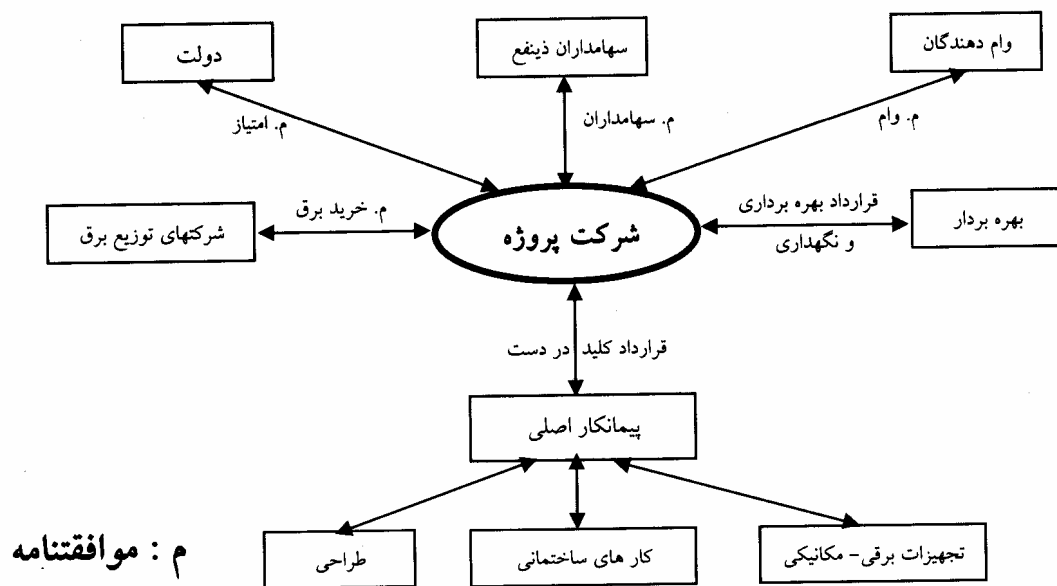 وام دهندگان
سهامداران ذینفع
دولت
م. وام
م. سهامداران
م. امتیاز
بهره بردار
قرارداد بهره برداری
و نگهداری
شرکت پروژه
م. خرید برق
شرکتهای توزیع برق
قرارداد کلید در دست
پیمانکار اصلی
تجهیزات برقی - مکانیکی
کار های ساختمانی
طراحی
م : موافقتنامه